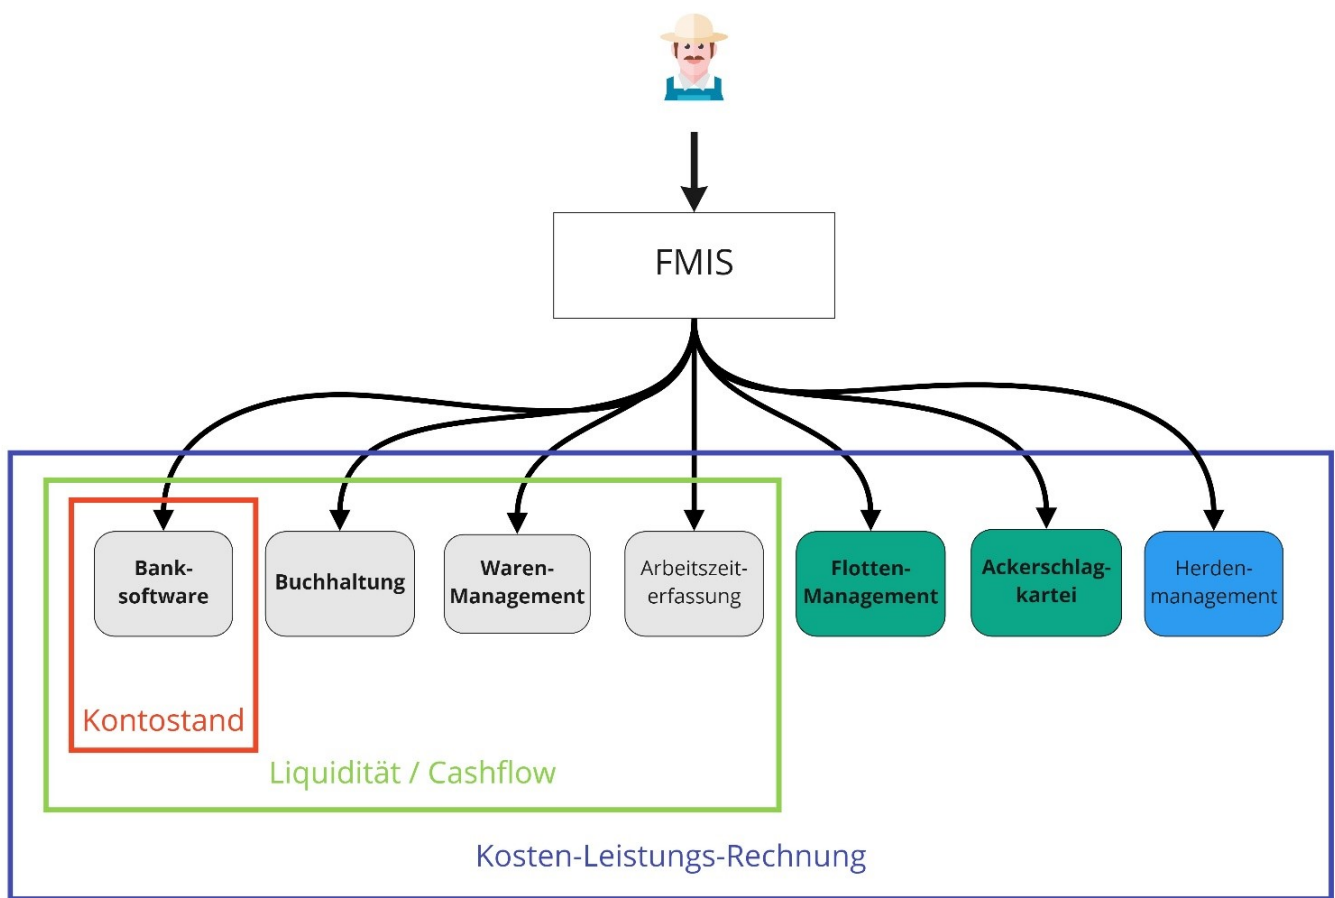 FMIS
Bank-
software
Buchhaltung
Waren-
Management
Arbeitszeit-
erfassung
Flotten-
Management
Ackerschlag-
kartei
Herden-
management
Kontostand
Liquidität / Cashflow
Kosten-Leistungs-Rechnung